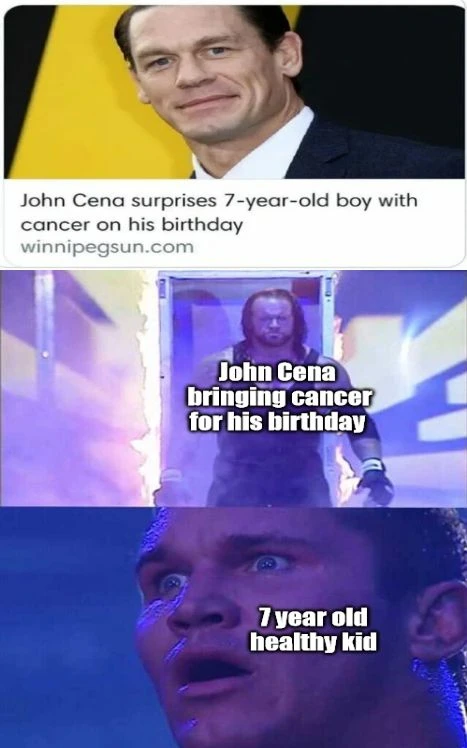 John Cena surprises 7-year-old boy with
cancer on his birthday
winnipegsun.com
John Cena
bringing cancer
for his birthday
7 year old
healthy kid